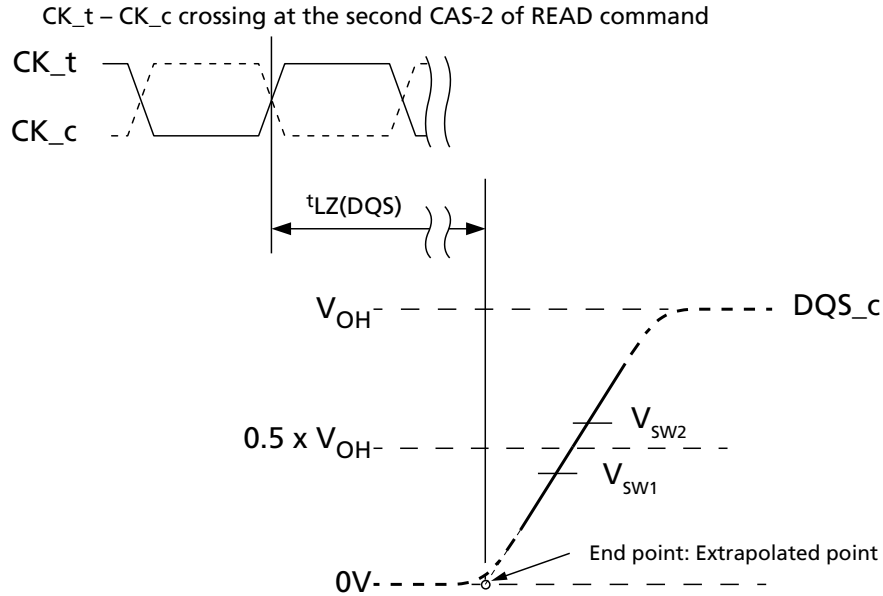 CK_t – CK_c crossing at the second CAS-2 of READ command
CK_t
CK_c
tLZ(DQS)
VOH
DQS_c
VSW2
0.5 x VOH
VSW1
End point: Extrapolated point
0V